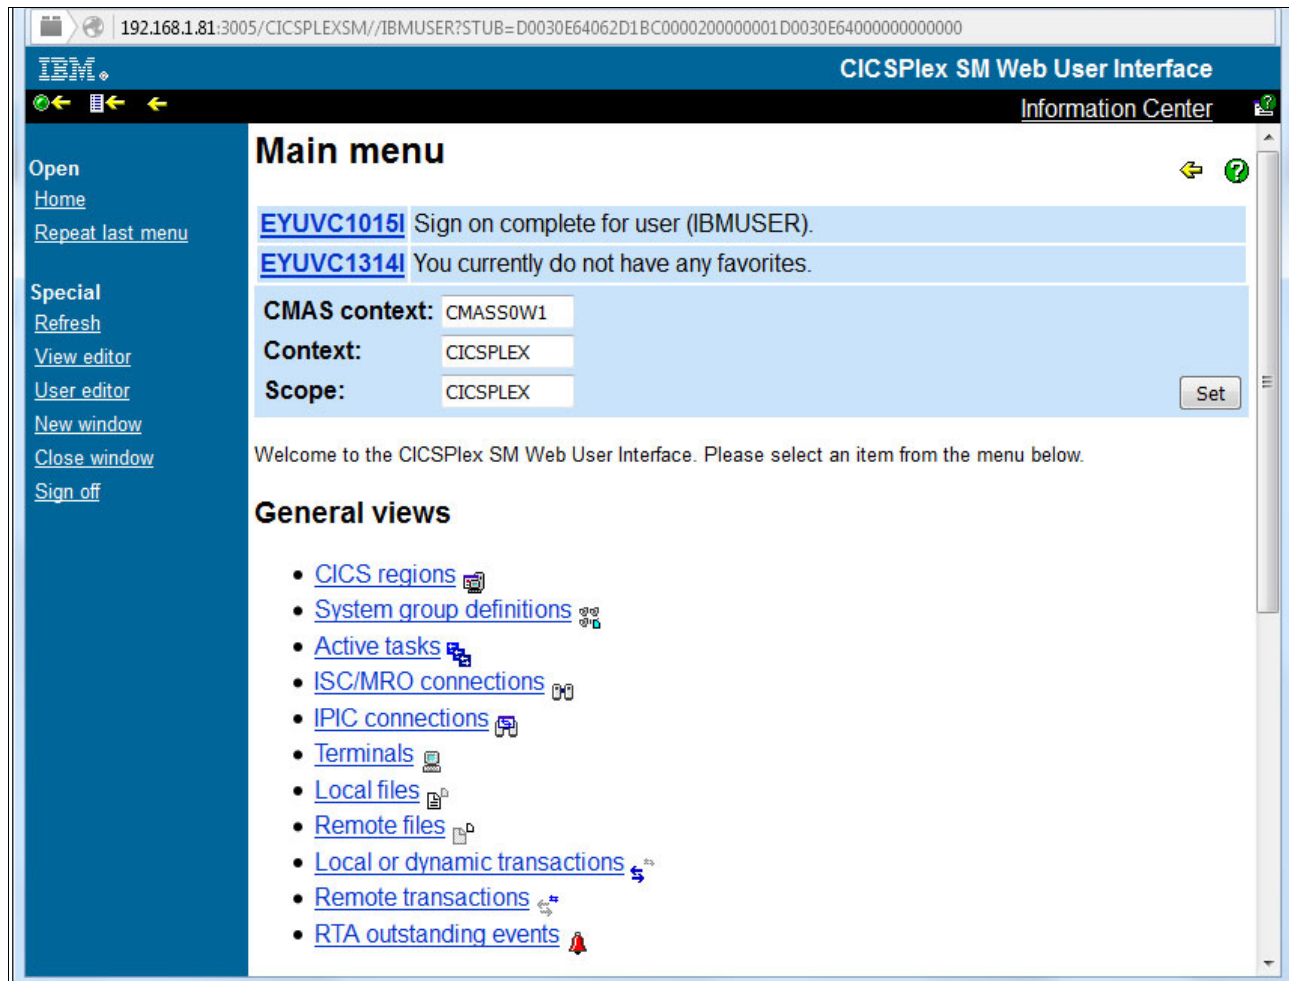 192.168.1.81:3005/CICSPLEXSM//IBMUSER?STUB=D0030E64062D1BC0000200000001D0030E64000000000000
IBM.
CICSPlex SM Web User Interface
Information Center
Open
Home
Repeat last menu
Special
Refresh
View editor
User editor
New window
Close window
Sign off
Main menu
EYUVC1015I Sign on complete for user (IBMUSER).
EYUVC1314I You currently do not have any favorites.
CMAS context: CMASS0W1
Context: CICSPLEX
Scope: CICSPLEX
Set
Welcome to the CICSPlex SM Web User Interface. Please select an item from the menu below.
General views
• CICS regions
• System group definitions
• Active tasks
• ISC/MRO connections
• IPIC connections
• Terminals
• Local files
• Remote files
• Local or dynamic transactions
• Remote transactions
• RTA outstanding events